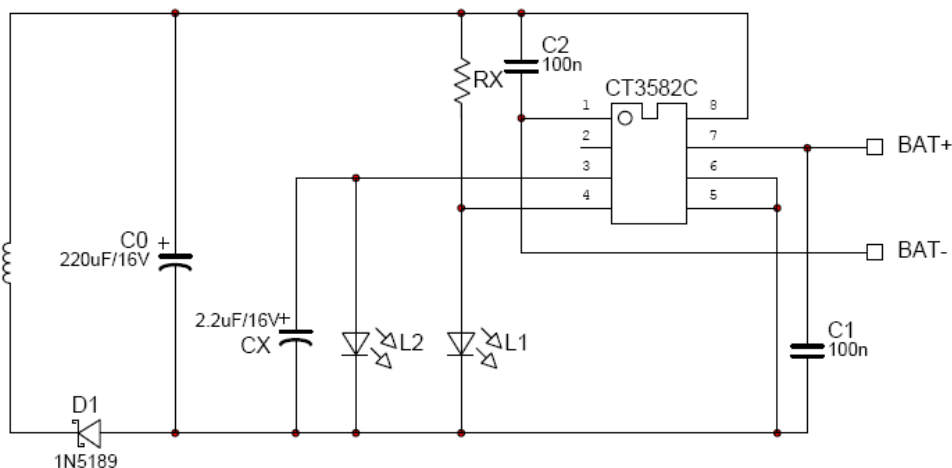 C2
100n
RX
CT3582C
1
8
2
7
BAT+
3
6
4
5
C0 +
220uF/16V
BAT-
2.2uF/16V+
CX
L2
L1
C1
100n
D1
1N5189